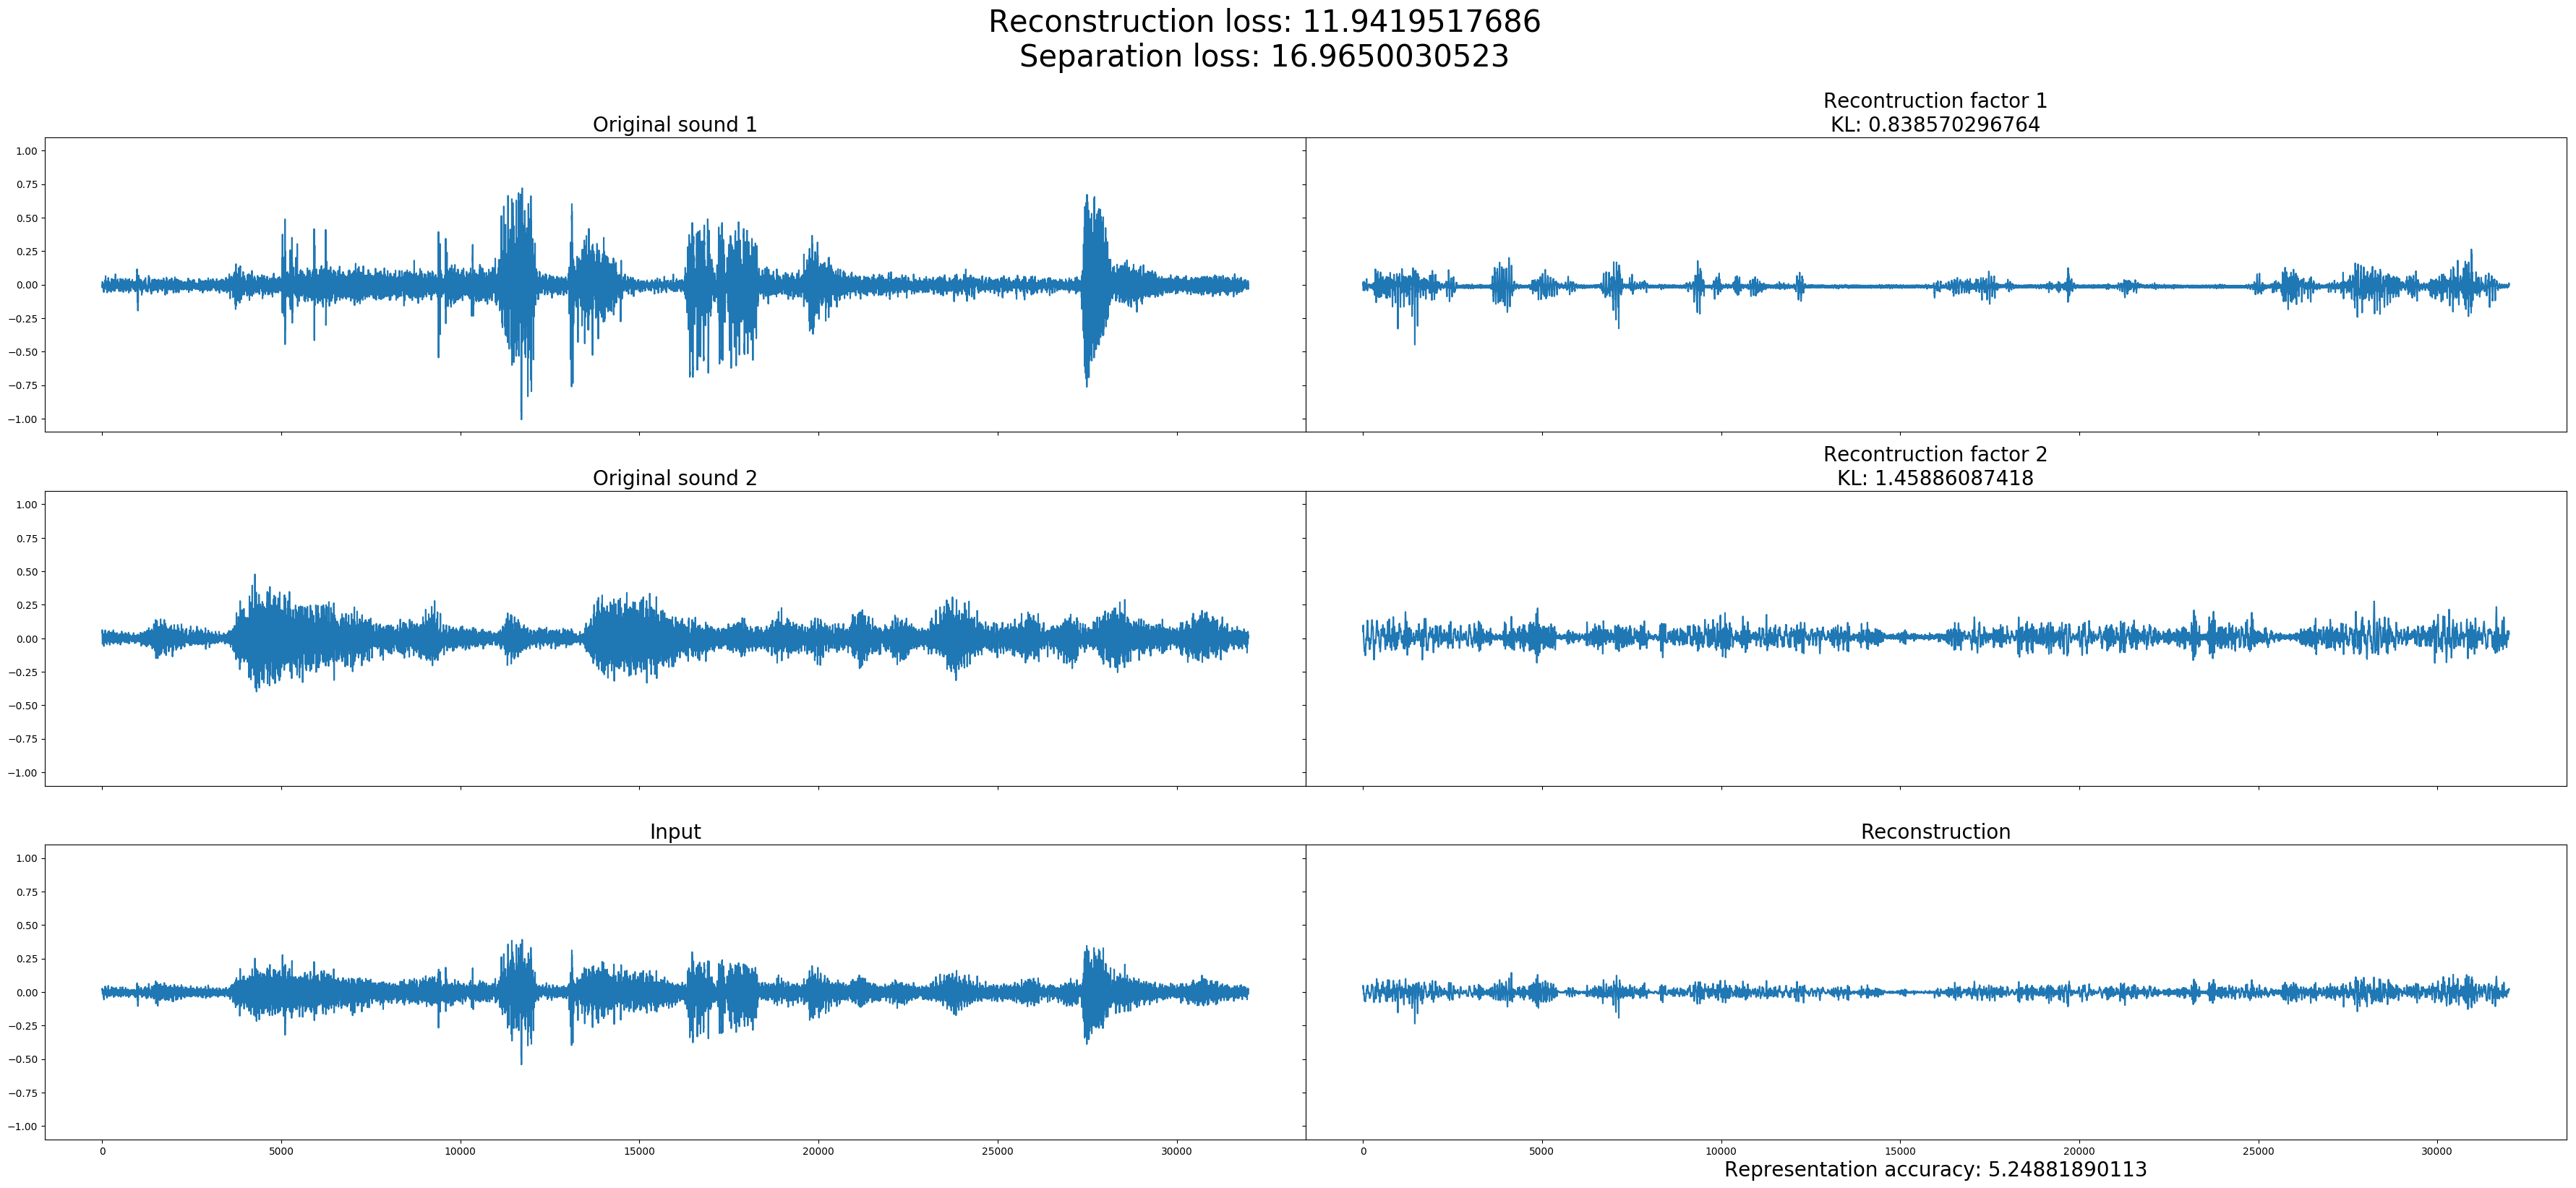 Reconstruction loss: 11.9419517686
Separation loss: 16.9650030523
Original sound 1
Recontruction factor 1
KL: 0.838570296764
1.00
0.75
0.50
0.25
0.00
−0.25
−0.50
−0.75
−1.00
Original sound 2
Recontruction factor 2
KL: 1.45886087418
1.00
0.75
0.50
0.25
0.00
−0.25
−0.50
−0.75
−1.00
Input
Reconstruction
1.00
0.75
0.50
0.25
0.00
−0.25
−0.50
−0.75
−1.00
0 5000 10000 15000 20000 25000 30000
0 5000 10000 15000 20000 25000 30000
Representation accuracy: 5.24881890113